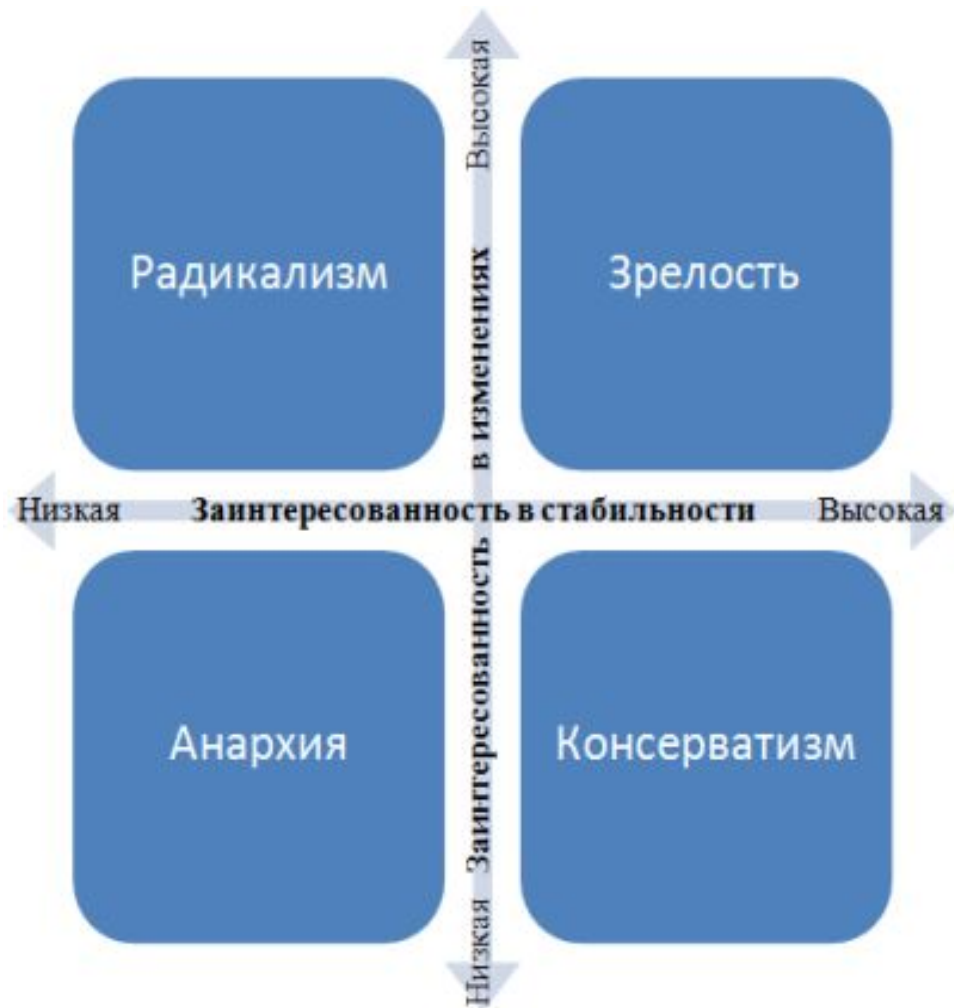 Высокая
Радикализм
Зрелость
Заинтересованность в изменениях
Низкая Заинтересованность в стабильности Высокая
Анархия
Консерватизм
Низкая